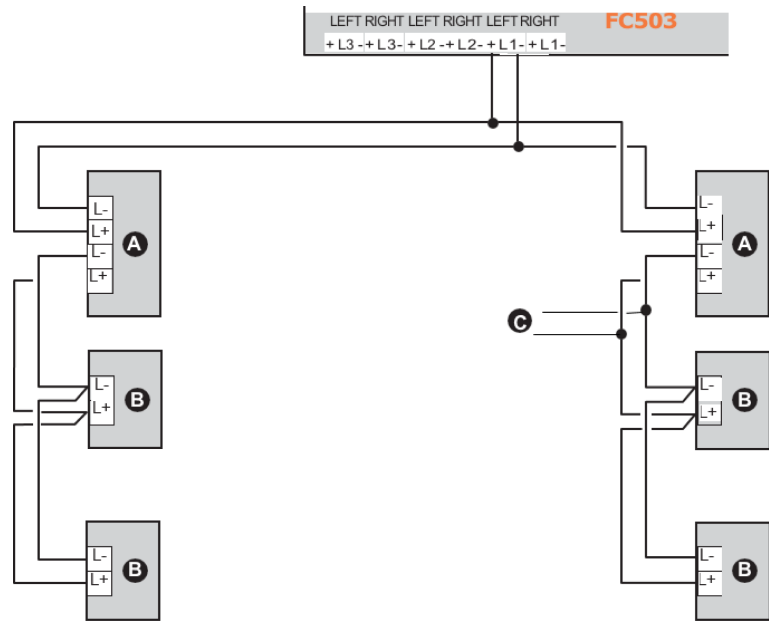 LEFT RIGHT LEFT RIGHT LEFT RIGHT
FC503
+ L3 - + L3 - + L2 - + L2 - + L1 - + L1 -
L-
L+
L-
L+
A
L-
L+
L-
L+
A
C
L-
L+
B
L-
L+
B
L-
L+
B
L-
L+
B